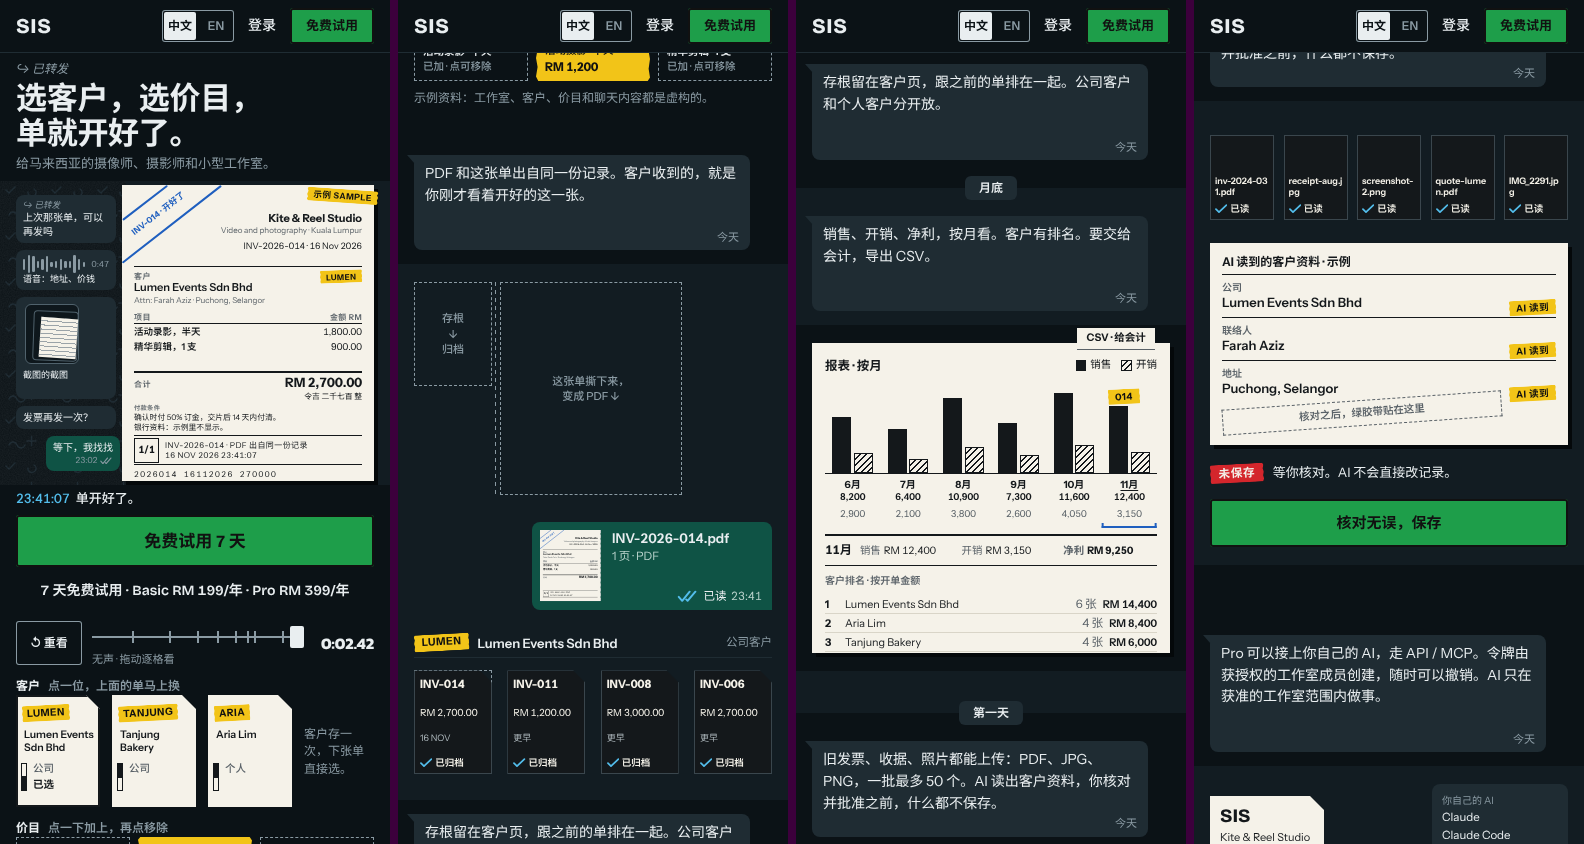 SIS
中文 EN 登录 免费试用
↪ 已转发
选客户，选价目，
单就开好了。
给马来西亚的摄像师、摄影师和小型工作室。
↪ 已转发
上次那张单，可以
再发吗
0:47
语音：地址、价钱
截图的截图
发票再发一次？
等下，我找找
23:02
INV-014·开好了
示例 SAMPLE
Kite & Reel Studio
Video and photography·Kuala Lumpur
INV-2026-014·16 Nov 2026
客户
LUMEN
Lumen Events Sdn Bhd
Attn: Farah Aziz·Puchong, Selangor
项目 金额 RM
活动录影，半天 1,800.00
精华剪辑，1支 900.00
合计 RM 2,700.00
令吉 二千七百 整
付款条件
确认时付 50% 订金，交片后 14 天内付清。
银行资料：示例里不显示。
1/1
INV-2026-014·PDF 出自同一份记录
16 NOV 2026 23:41:07
2026014 16112026 270000
23:41:07 单开好了。
免费试用 7 天
7 天免费试用 · Basic RM 199/年 · Pro RM 399/年
重看
0:02.42
无声·拖动逐格看
客户 点一位，上面的单马上换
LUMEN
Lumen Events
Sdn Bhd
公司
已选
TANJUNG
Tanjung
Bakery
公司
ARIA
Aria Lim
个人
客户存一
次，下张单
直接选。
价目 点一下加上，再点移除
SIS
中文 EN 登录 免费试用
已加·点可移除
RM 1,200
已加·点可移除
示例资料：工作室、客户、价目和聊天内容都是虚构的。
PDF 和这张单出自同一份记录。客户收到的，就是
你刚才看着开好的这一张。
今天
存根
↓
归档
这张单撕下来，
变成 PDF ↓
INV-2026-014.pdf
1 页·PDF
已读 23:41
LUMEN Lumen Events Sdn Bhd 公司客户
INV-014
RM 2,700.00
16 NOV
已归档
INV-011
RM 1,200.00
更早
已归档
INV-008
RM 3,000.00
更早
已归档
INV-006
RM 2,700.00
更早
已归档
存根留在客户页，跟之前的单排在一起。公司客户
SIS
中文 EN 登录 免费试用
存根留在客户页，跟之前的单排在一起。公司客户
和个人客户分开放。
今天
月底
销售、开销、净利，按月看。客户有排名。要交给
会计，导出 CSV。
今天
CSV·给会计
报表·按月
销售 开销
014
6月 7月 8月 9月 10月 11月
8,200 6,400 10,900 7,300 11,600 12,400
2,900 2,100 3,800 2,600 4,050 3,150
11月 销售 RM 12,400 开销 RM 3,150 净利 RM 9,250
客户排名·按开单金额
1 Lumen Events Sdn Bhd 6 张 RM 14,400
2 Aria Lim 4 张 RM 8,400
3 Tanjung Bakery 4 张 RM 6,000
第一天
旧发票、收据、照片都能上传：PDF、JPG、
PNG，一批最多 50 个。AI 读出客户资料，你核对
并批准之前，什么都不保存。
今天
SIS
中文 EN 登录 免费试用
并批准之前，什么都不保存。
今天
inv-2024-03
1.pdf
已读
receipt-aug.j
pg
已读
screenshot-
2.png
已读
quote-lume
n.pdf
已读
IMG_2291.jp
g
已读
AI 读到的客户资料·示例
公司
Lumen Events Sdn Bhd
AI 读到
联络人
Farah Aziz
AI 读到
地址
Puchong, Selangor
AI 读到
核对之后，绿胶带贴在这里
未保存 等你核对。AI 不会直接改记录。
核对无误，保存
Pro 可以接上你自己的 AI，走 API / MCP。令牌由
获授权的工作室成员创建，随时可以撤销。AI 只在
获准的工作室范围内做事。
今天
SIS
Kite & Reel Studio
你自己的 AI
Claude
Claude Code